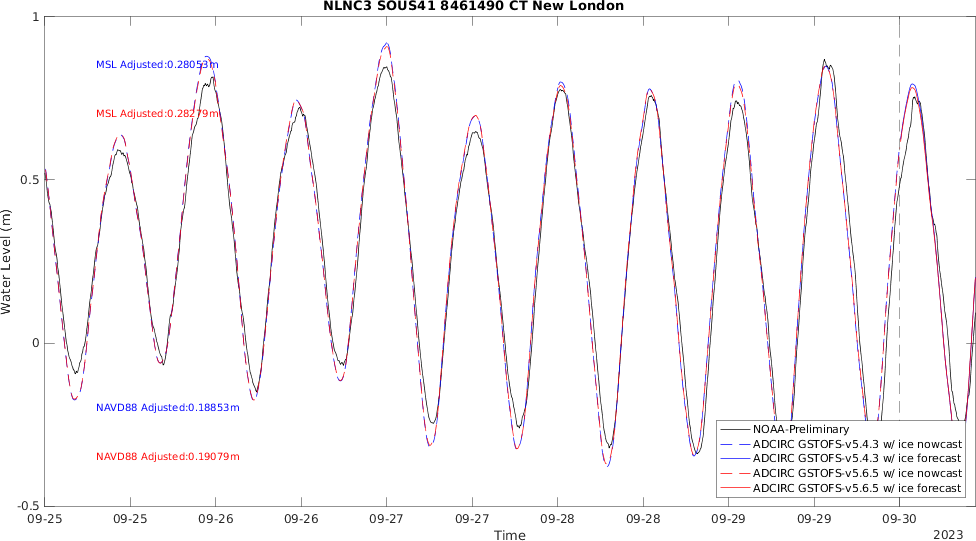 NLNC3 SOUS41 8461490 CT New London
MSL Adjusted:0.28053m
MSL Adjusted:0.28279m
NAVD88 Adjusted:0.18853m
NAVD88 Adjusted:0.19079m
Water Level (m)
1
0.5
0
-0.5
NOAA-Preliminary
ADCIRC GSTOFS-v5.4.3 w/ ice nowcast
ADCIRC GSTOFS-v5.4.3 w/ ice forecast
ADCIRC GSTOFS-v5.6.5 w/ ice nowcast
ADCIRC GSTOFS-v5.6.5 w/ ice forecast
09-25 09-25 09-26 09-26 09-27 09-27 09-28 09-28 09-29 09-29 09-30
Time
2023